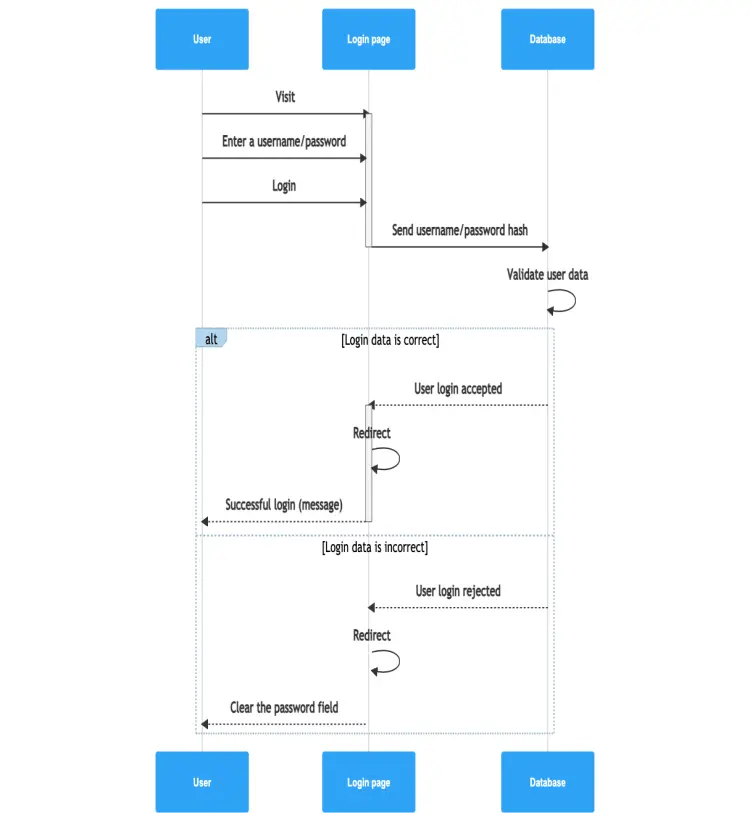 User
Login page
Database
Visit
Enter a username/password
Login
Send username/password hash
Validate user data
alt
[Login data is correct]
User login accepted
Redirect
Successful login (message)
[Login data is incorrect]
User login rejected
Redirect
Clear the password field
User
Login page
Database